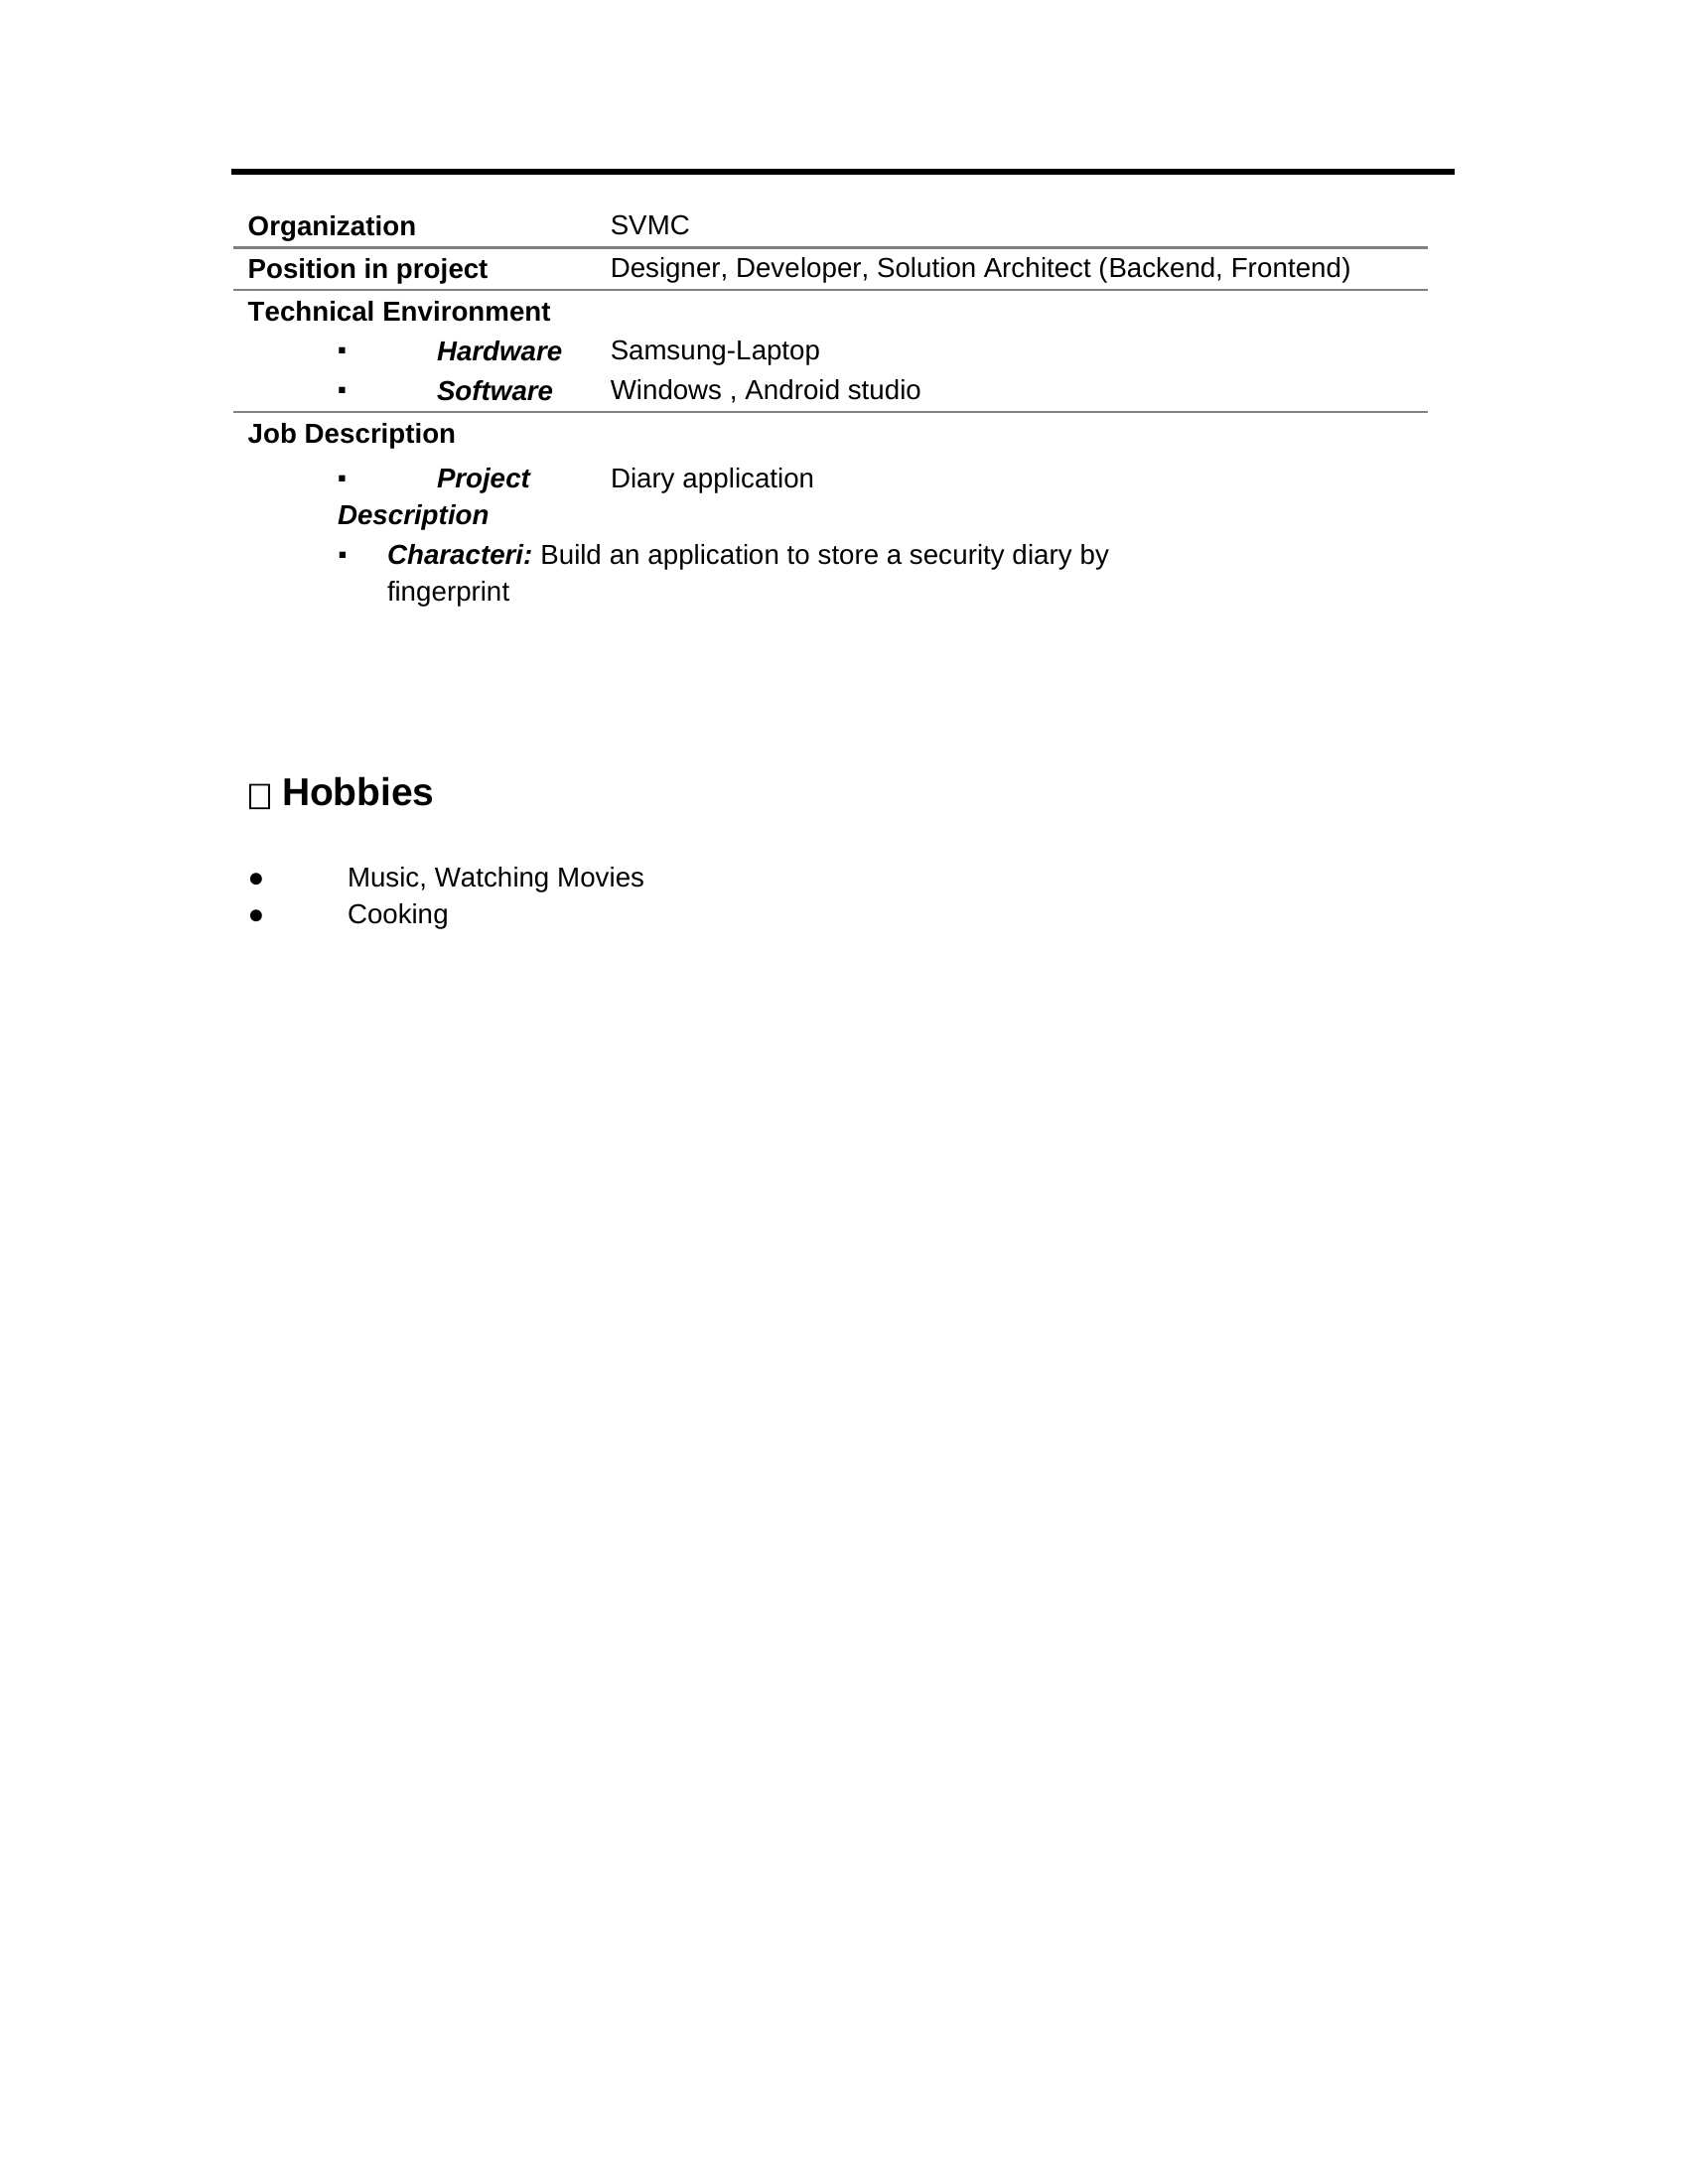 Organization SVMC
Position in project Designer, Developer, Solution Architect (Backend, Frontend)
Technical Environment
▪ Hardware Samsung-Laptop
▪ Software Windows , Android studio
Job Description
▪ Project Diary application
Description
▪ Characteri: Build an application to store a security diary by
fingerprint
Hobbies
● Music, Watching Movies
● Cooking